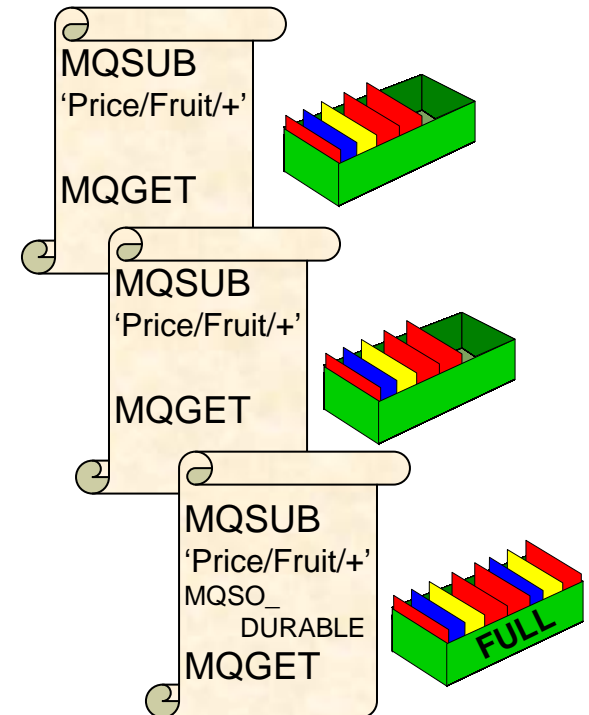 MQSUB
‘Price/Fruit/+’
MQGET
MQSUB
‘Price/Fruit/+’
MQGET
MQSUB
‘Price/Fruit/+’
MQSO_
DURABLE
MQGET
FULL